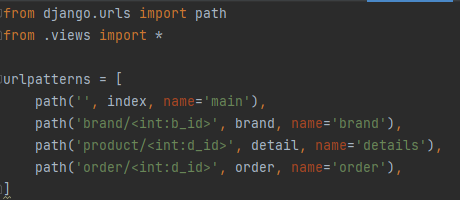 from django.urls import path
from .views import *
urlpatterns = [
path('', index, name='main'),
path('brand/<int:b_id>', brand, name='brand'),
path('product/<int:d_id>', detail, name='details'),
path('order/<int:d_id>', order, name='order'),
]